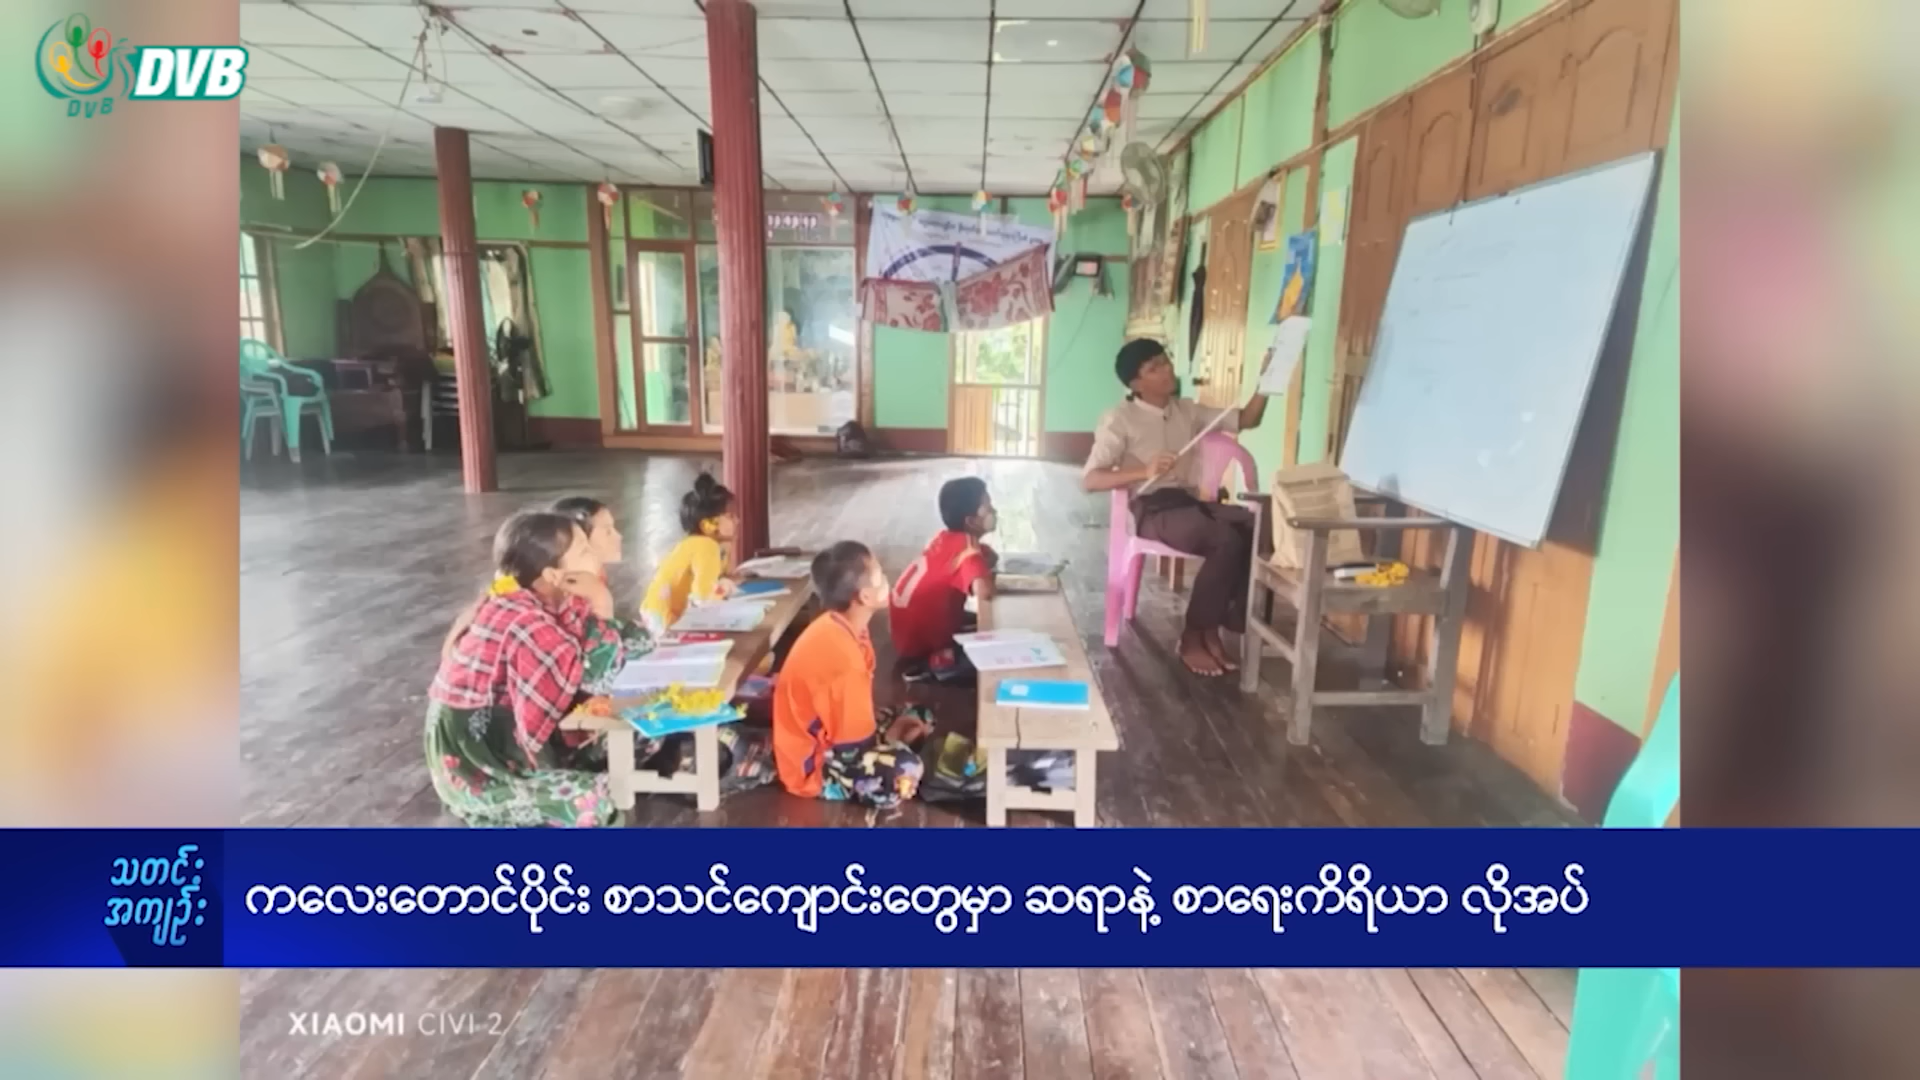 DVB
DVB
သတင်း
အကျဉ်း
ကလေးတောင်ပိုင်း စာသင်ကျောင်းတွေမှာ ဆရာနဲ့ စာရေးကိရိယာ လိုအပ်
XIAOMI CIVI 2